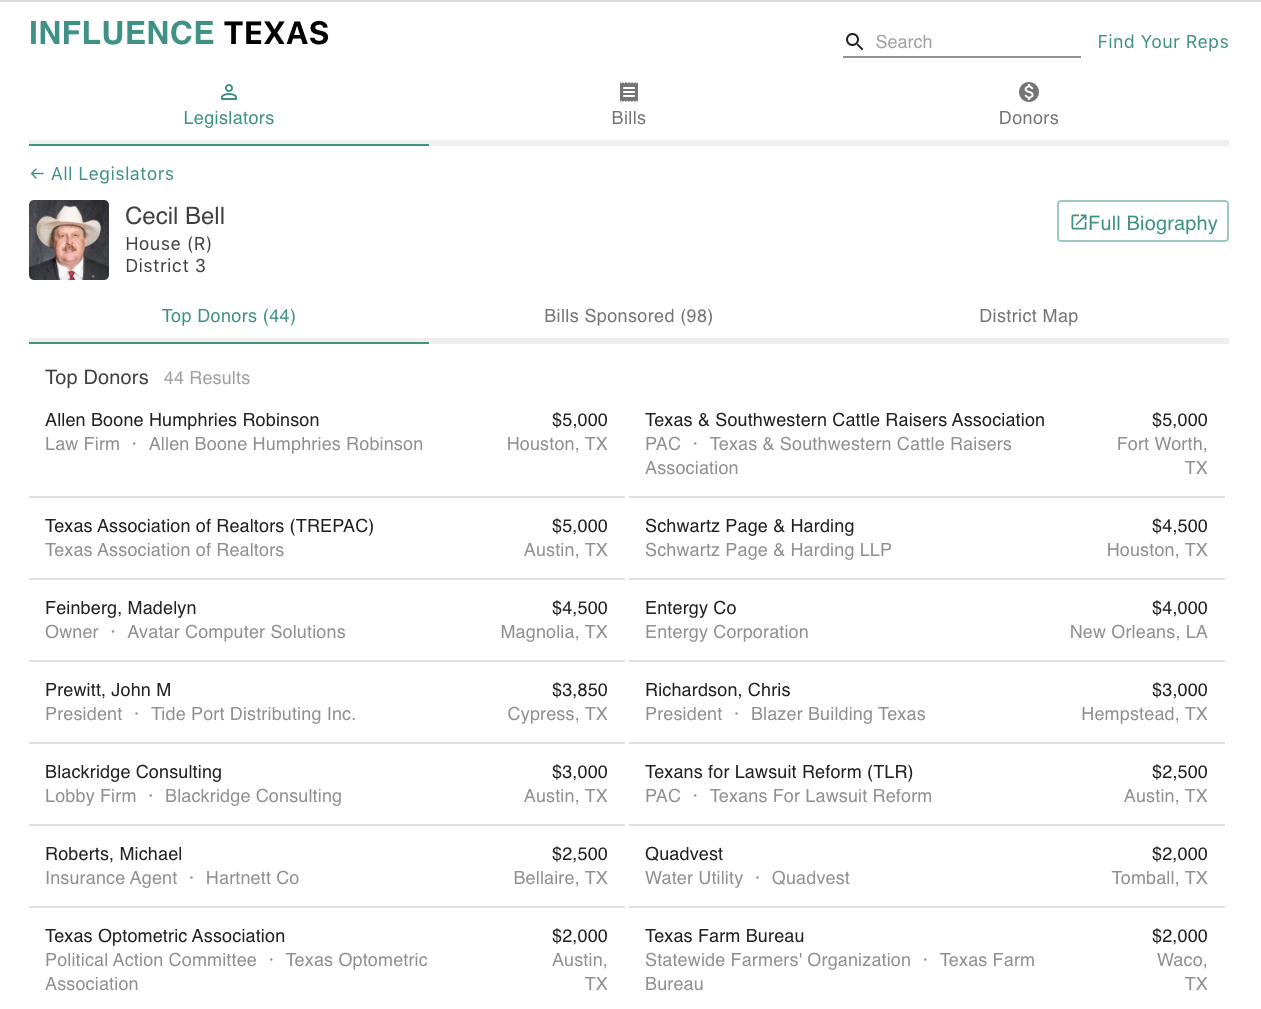 INFLUENCE TEXAS
Search
Find Your Reps
Legislators
Bills
Donors
← All Legislators
Cecil Bell
House (R)
District 3
Full Biography
Top Donors (44)
Bills Sponsored (98)
District Map
Top Donors 44 Results
Allen Boone Humphries Robinson $5,000
Law Firm · Allen Boone Humphries Robinson Houston, TX
Texas & Southwestern Cattle Raisers Association $5,000
PAC · Texas & Southwestern Cattle Raisers Fort Worth,
Association TX
Texas Association of Realtors (TREPAC) $5,000
Texas Association of Realtors Austin, TX
Schwartz Page & Harding $4,500
Schwartz Page & Harding LLP Houston, TX
Feinberg, Madelyn $4,500
Owner · Avatar Computer Solutions Magnolia, TX
Entergy Co $4,000
Entergy Corporation New Orleans, LA
Prewitt, John M $3,850
President · Tide Port Distributing Inc. Cypress, TX
Richardson, Chris $3,000
President · Blazer Building Texas Hempstead, TX
Blackridge Consulting $3,000
Lobby Firm · Blackridge Consulting Austin, TX
Texans for Lawsuit Reform (TLR) $2,500
PAC · Texans For Lawsuit Reform Austin, TX
Roberts, Michael $2,500
Insurance Agent · Hartnett Co Bellaire, TX
Quadvest $2,000
Water Utility · Quadvest Tomball, TX
Texas Optometric Association $2,000
Political Action Committee · Texas Optometric Austin,
Association TX
Texas Farm Bureau $2,000
Statewide Farmers' Organization · Texas Farm Waco,
Bureau TX